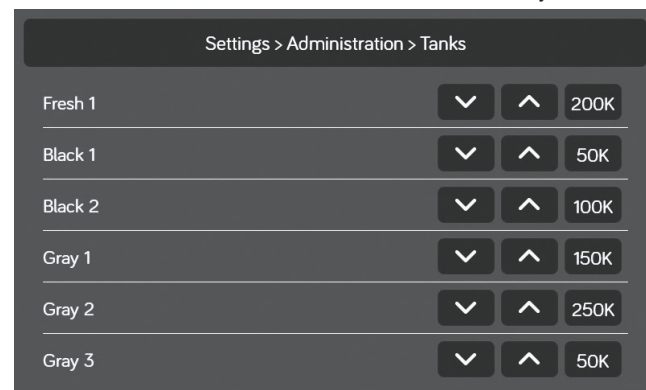 Settings > Administration > Tanks
Fresh 1 200K
Black 1 50K
Black 2 100K
Gray 1 150K
Gray 2 250K
Gray 3 50K